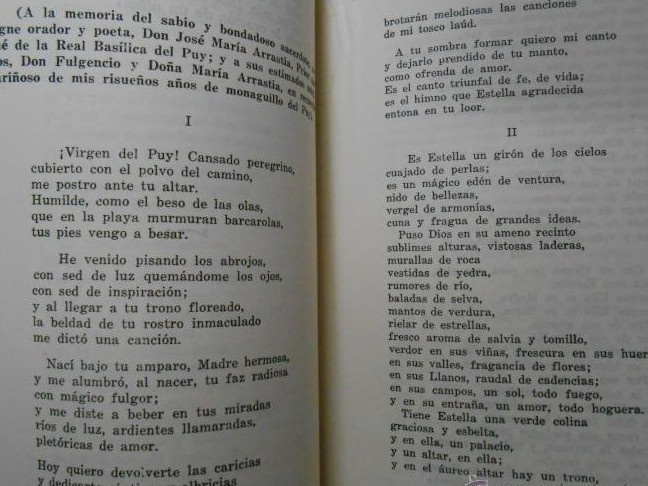 (A la memoria del sabio y bondadoso sacerdote,
gne orador y poeta, Don José María Arrastia, Prior
de la Real Basílica del Puy; y a sus estimados
os, Don Fulgencio y Doña María Arrastia, en
ariñoso de mis risueños años de monaguillo del
I
¡Virgen del Puy! Cansado peregrino,
cubierto con el polvo del camino,
me postro ante tu altar.
Humilde, como el beso de las olas,
que en la playa murmuran barcarolas,
tus pies vengo a besar.
He venido pisando los abrojos,
con sed de luz quemándome los ojos,
con sed de inspiración;
y al llegar a tu trono floreado,
la beldad de tu rostro inmaculado
me dictó una canción.
Nací bajo tu amparo, Madre hermosa,
y me alumbró, al nacer, tu faz radiosa
con mágico fulgor;
y me diste a beber en tus miradas
ríos de luz, ardientes llamaradas,
pletóricas de amor.
Hoy quiero devolverte las caricias
brotarán melodiosas las canciones
de mi tosco laúd.
A tu sombra formar quiero mi canto
y dejarlo prendido de tu manto,
como ofrenda de amor.
Es el canto triunfal de fe, de vida;
es el himno que Estella agradecida
entona en tu loor.
II
Es Estella un girón de los cielos
cuajado de perlas;
es un mágico edén de ventura,
nido de bellezas,
vergel de armonías,
cuna y fragua de grandes ideas.
Puso Dios en su ameno recinto
sublimes alturas, vistosas laderas,
murallas de roca
vestidas de yedra,
rumores de río,
baladas de selva,
mantos de verdura,
rielar de estrellas,
fresco aroma de salvia y tomillo,
verdor en sus viñas, frescura en sus huer
en sus valles, fragancia de flores;
en sus Llanos, raudal de cadencias;
en sus campos, un sol, todo fuego,
y en su entraña, un amor, todo hoguera.
Tiene Estella una verde colina
graciosa y esbelta,
y en ella, un palacio,
y un altar, en ella;
y en el áureo altar hay un trono,